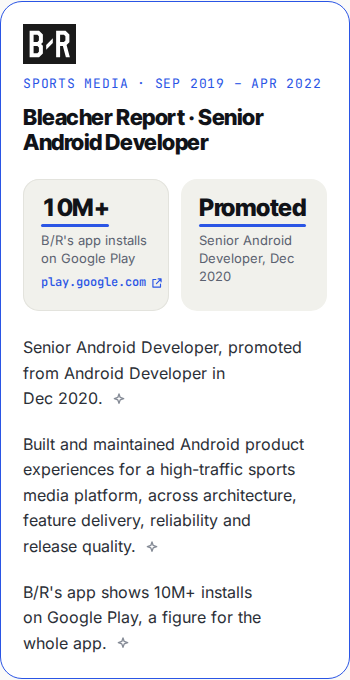 B/R
SPORTS MEDIA · SEP 2019 – APR 2022
Bleacher Report · Senior
Android Developer
10M+
B/R's app installs
on Google Play
play.google.com
Promoted
Senior Android
Developer, Dec
2020
Senior Android Developer, promoted
from Android Developer in
Dec 2020.
Built and maintained Android product
experiences for a high-traffic sports
media platform, across architecture,
feature delivery, reliability and
release quality.
B/R's app shows 10M+ installs
on Google Play, a figure for the
whole app.